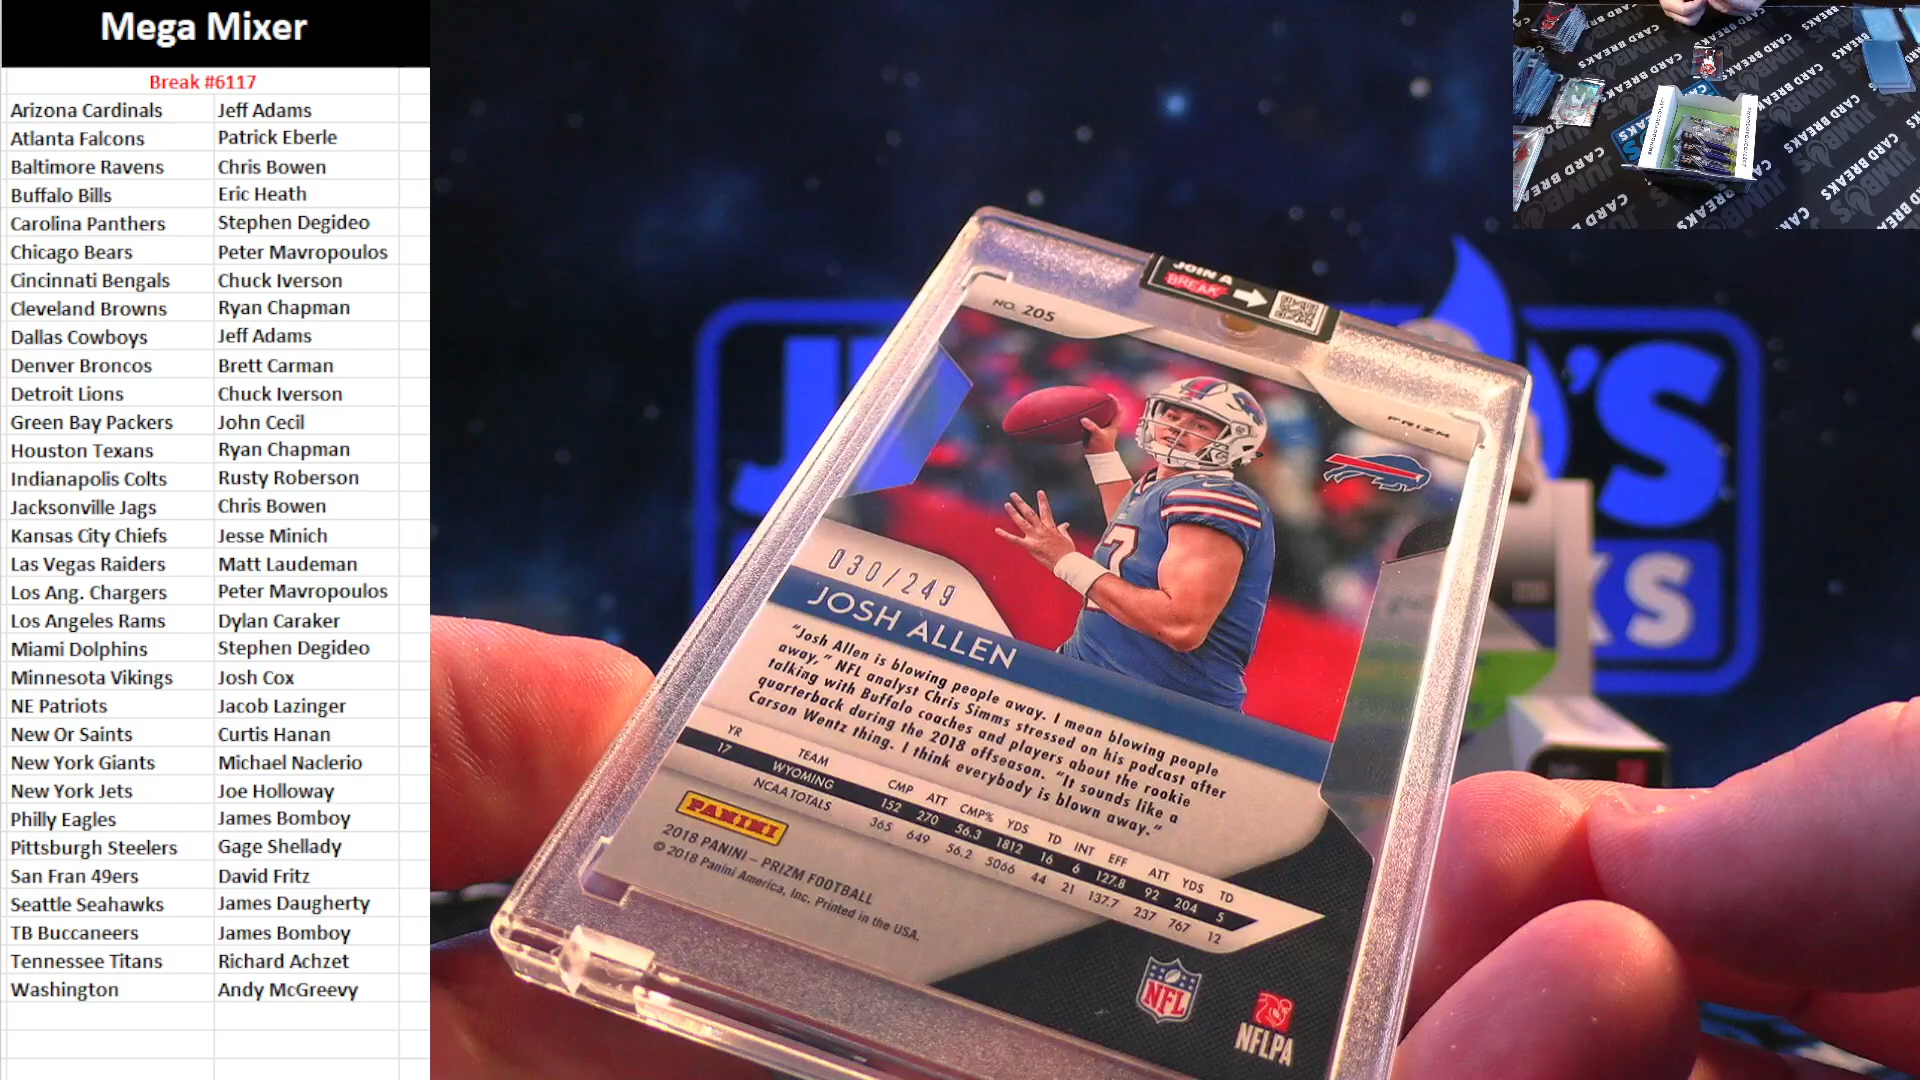 Mega Mixer
Break #6117
Arizona Cardinals Jeff Adams
Atlanta Falcons Patrick Eberle
Baltimore Ravens Chris Bowen
Buffalo Bills Eric Heath
Carolina Panthers Stephen Degideo
Chicago Bears Peter Mavropoulos
Cincinnati Bengals Chuck Iverson
Cleveland Browns Ryan Chapman
Dallas Cowboys Jeff Adams
Denver Broncos Brett Carman
Detroit Lions Chuck Iverson
Green Bay Packers John Cecil
Houston Texans Ryan Chapman
Indianapolis Colts Rusty Roberson
Jacksonville Jags Chris Bowen
Kansas City Chiefs Jesse Minich
Las Vegas Raiders Matt Laudeman
Los Ang. Chargers Peter Mavropoulos
Los Angeles Rams Dylan Caraker
Miami Dolphins Stephen Degideo
Minnesota Vikings Josh Cox
NE Patriots Jacob Lazinger
New Or Saints Curtis Hanan
New York Giants Michael Naclerio
New York Jets Joe Holloway
Philly Eagles James Bomboy
Pittsburgh Steelers Gage Shellady
San Fran 49ers David Fritz
Seattle Seahawks James Daugherty
TB Buccaneers James Bomboy
Tennessee Titans Richard Achzet
Washington Andy McGreevy
JOIN A
BREAK
NO. 205
PRIZM
030/249
JOSH ALLEN
"Josh Allen is blowing people away. I mean blowing people
away," NFL analyst Chris Simms stressed on his podcast after
talking with Buffalo coaches and players about the rookie
quarterback during the 2018 offseason. "It sounds like a
Carson Wentz thing. I think everybody is blown away."
YR TEAM CMP ATT CMP% YDS TD INT EFF ATT YDS TD
17 WYOMING 152 270 56.3 1812 16 6 127.8 92 204 5
NCAA TOTALS 365 649 56.2 5066 44 21 137.7 237 767 12
PANINI
2018 PANINI – PRIZM FOOTBALL
© 2018 Panini America, Inc. Printed in the USA.
NFL
NFLPA
JUMBO'S
CARD BREAKS
CARD BREAKS
CARD BREAKS